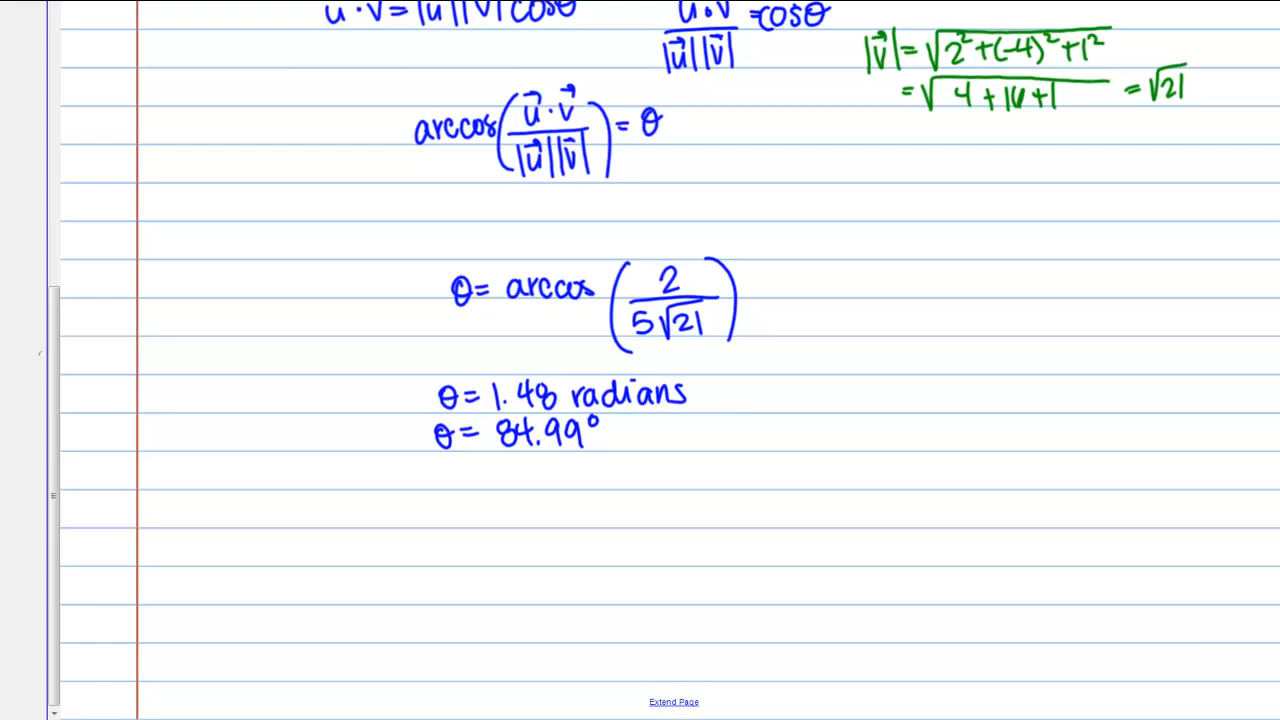 u · v = |u||v| cosθ
u · v / |u⃗||v⃗| = cosθ
|v⃗| = √(2² + (-4)² + 1²)
= √(4 + 16 + 1) = √21
arccos(u⃗ · v⃗ / |u⃗||v⃗|) = θ
θ = arccos(2 / 5√21)
θ = 1.48 radians
θ = 84.99°
Extend Page